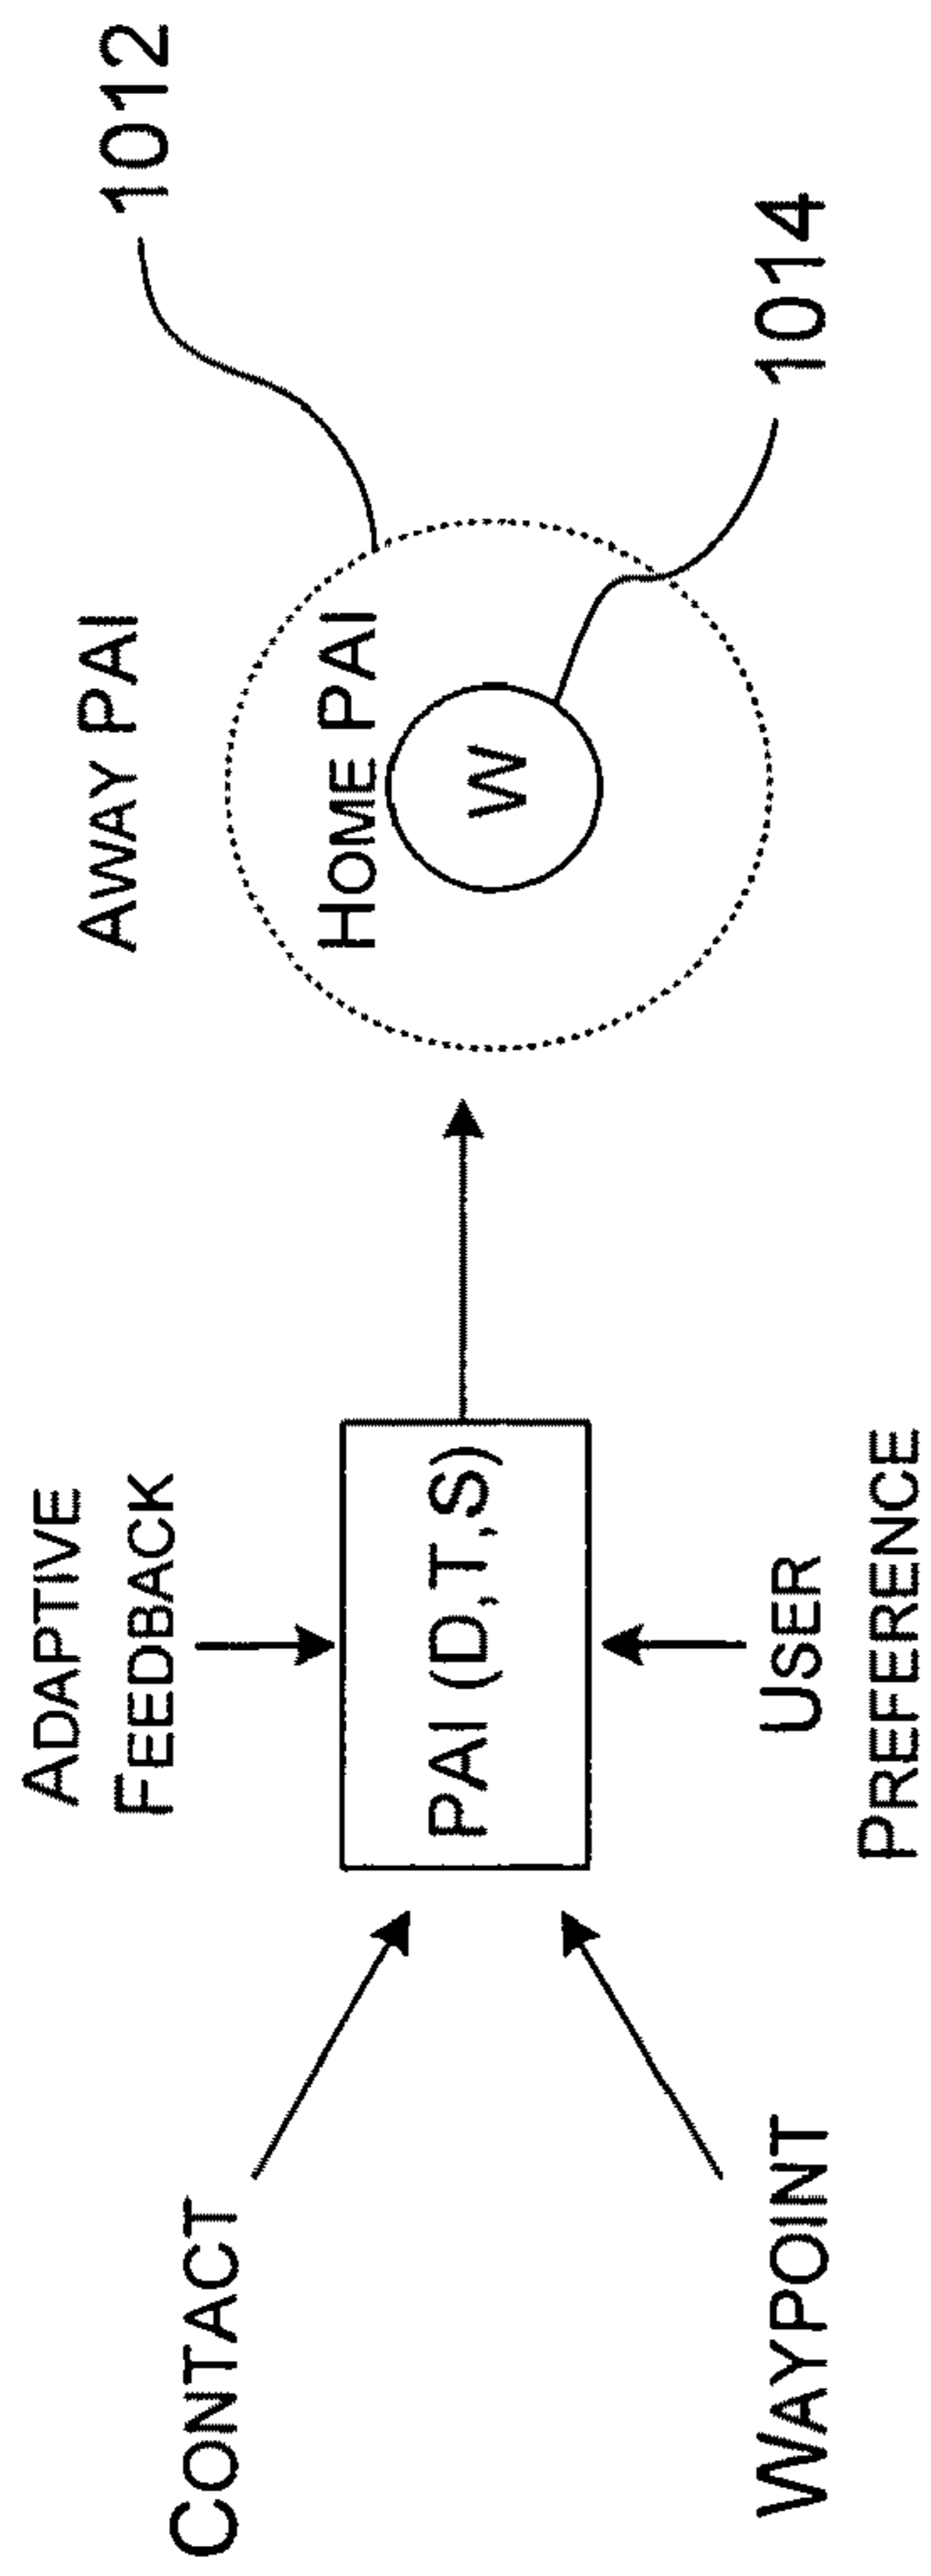 CONTACT
WAYPOINT
ADAPTIVE
FEEDBACK
PAI (D,T,S)
USER
PREFERENCE
AWAY PAI
HOME PAI
W
1012
1014